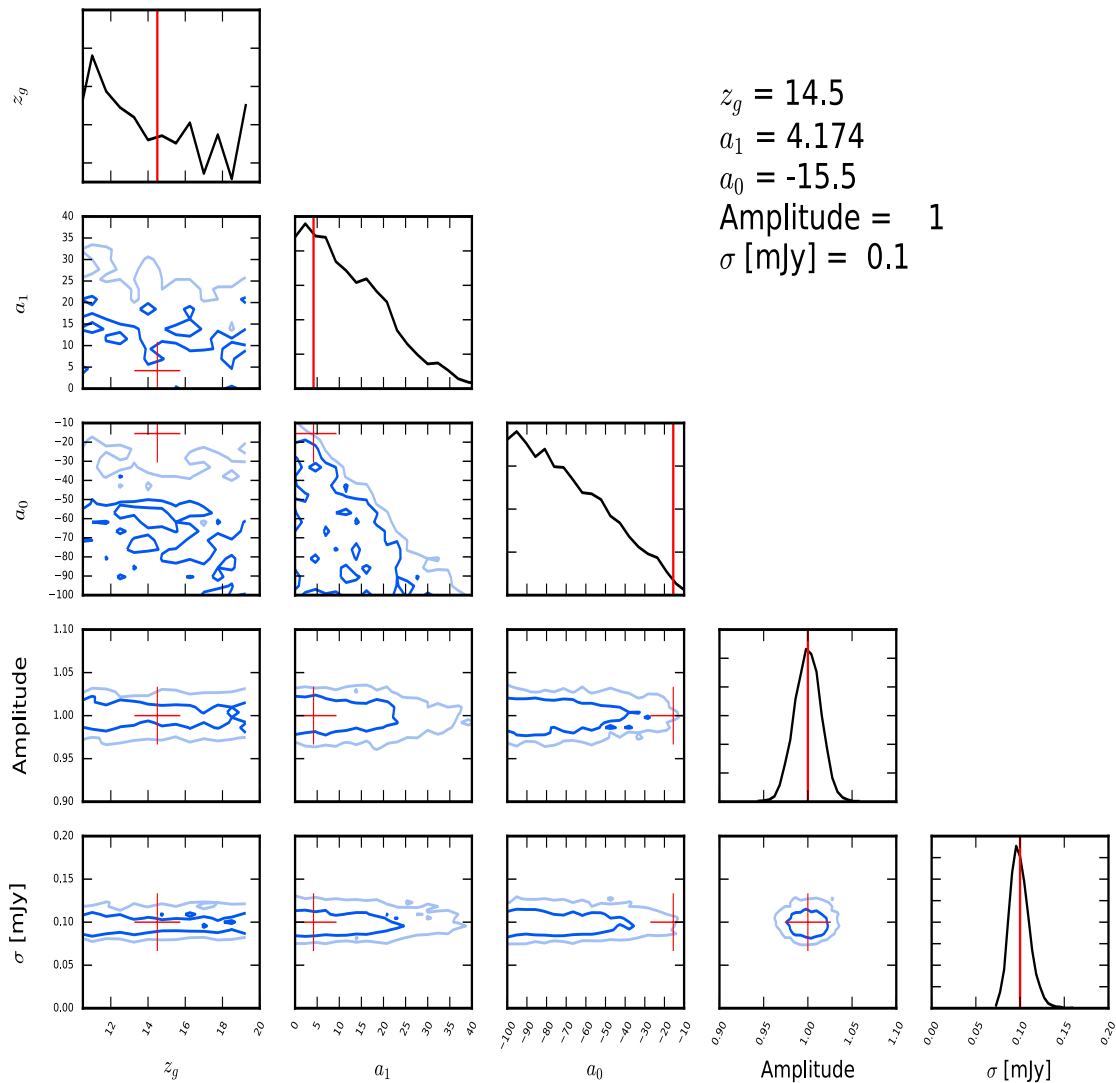 z_g
12 14 16 18 20
z_g = 14.5
a_1 = 4.174
a_0 = -15.5
Amplitude = 1
σ [mJy] = 0.1
a_1
40
35
30
25
20
15
10
5
0
a_0
−10
−20
−30
−40
−50
−60
−70
−80
−90
−100
Amplitude
1.10
1.05
1.00
0.95
0.90
σ [mJy]
0.20
0.15
0.10
0.05
0.00
12 14 16 18 20
0 5 10 15 20 25 30 35 40
-100 -90 -80 -70 -60 -50 -40 -30 -20 -10
0.90 0.95 1.00 1.05 1.10
0.00 0.05 0.10 0.15 0.20
z_g
a_1
a_0
Amplitude
σ [mJy]